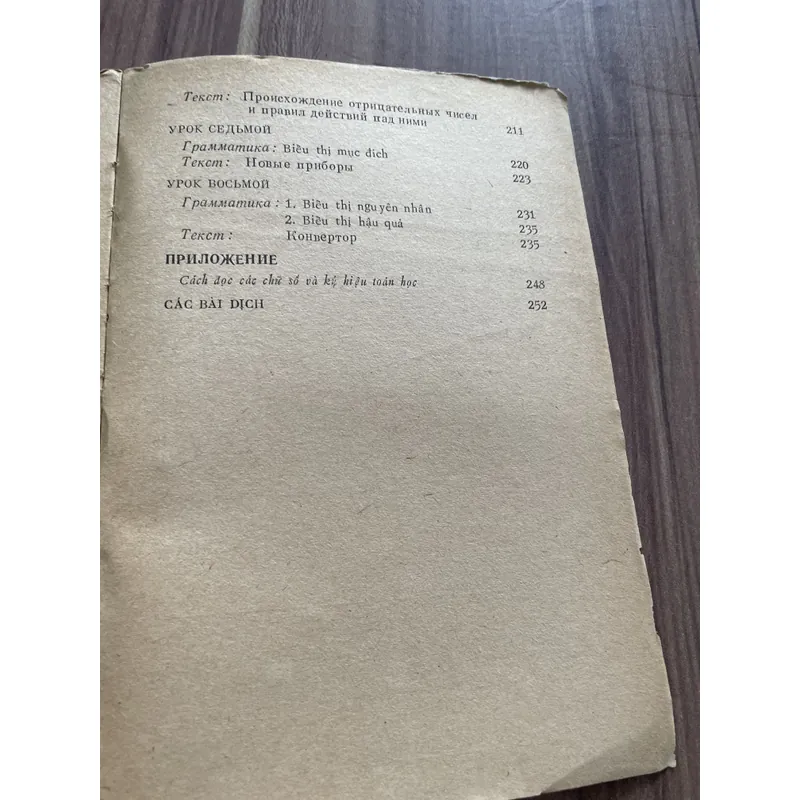 Текст: Происхождение отрицательных чисел
и правил действий над ними 211
УРОК СЕДЬМОЙ
Грамматика: Biểu thị mục đích 220
Текст: Новые приборы 223
УРОК ВОСЬМОЙ
Грамматика: 1. Biểu thị nguyên nhân 231
2. Biểu thị hậu quả 235
Текст: Конвертор 235
ПРИЛОЖЕНИЕ
Cách đọc các chữ số và ký hiệu toán học 248
CÁC BÀI DỊCH 252